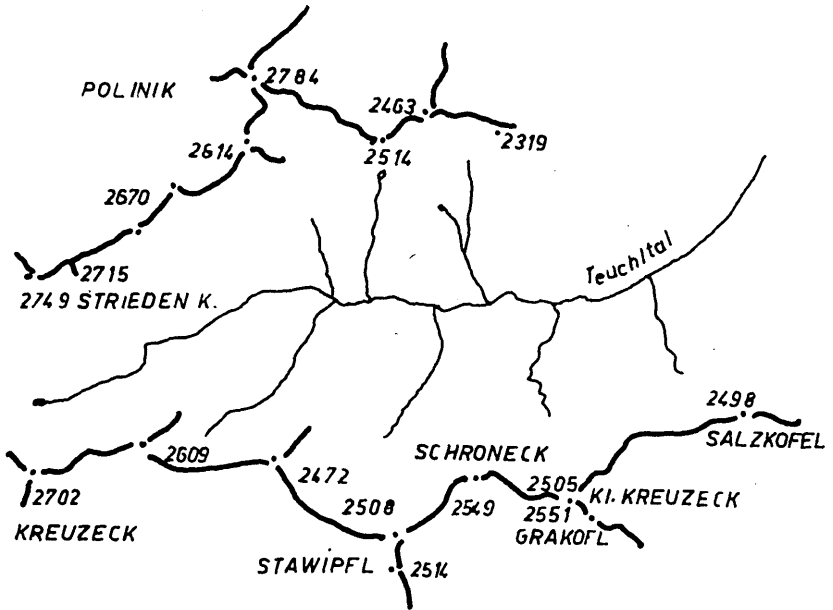 2784
POLINIK
2463
2319
2614
2514
2670
2715
2749 STRIEDEN K.
Teuchltal
2498
SALZKOFEL
SCHRONECK
2609
2472
2505
KI. KREUZECK
2702
2508
2549
2551
KREUZECK
GRAKOFL
STAWIPFL
2514